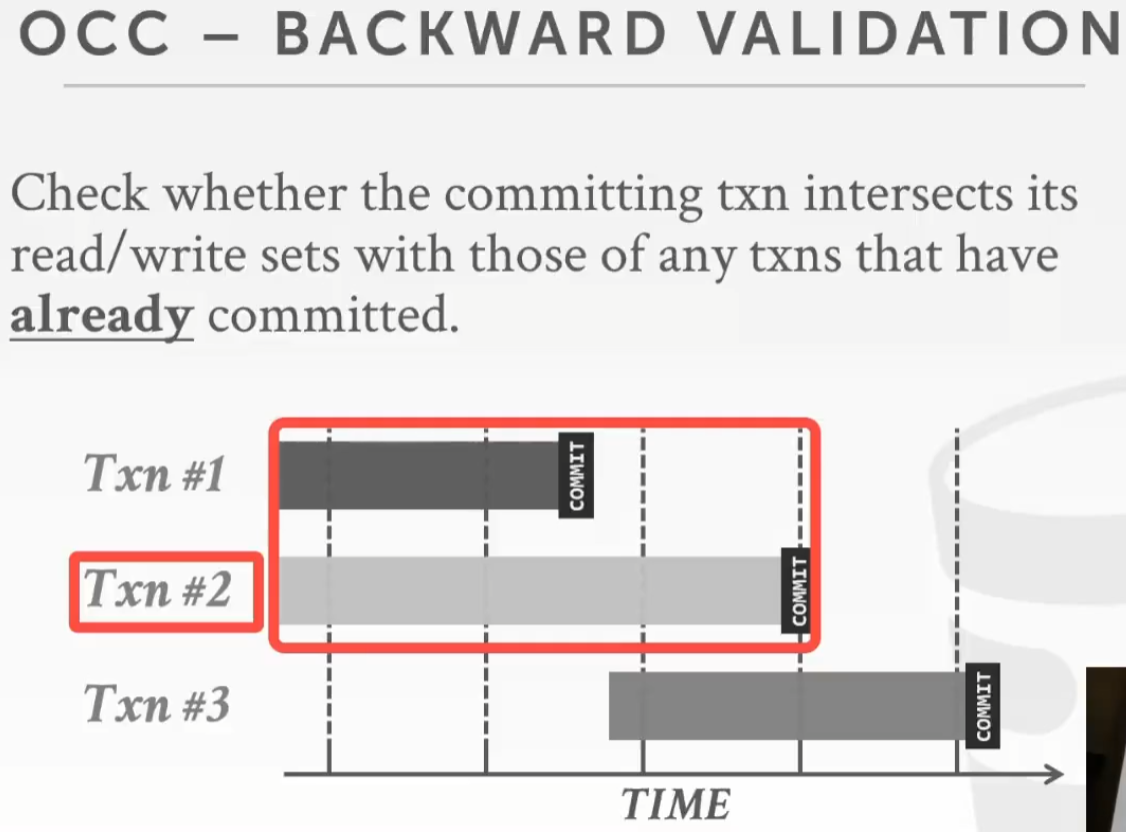 OCC – BACKWARD VALIDATION
Check whether the committing txn intersects its
read/write sets with those of any txns that have
already committed.
Txn #1
COMMIT
Txn #2
COMMIT
Txn #3
COMMIT
TIME